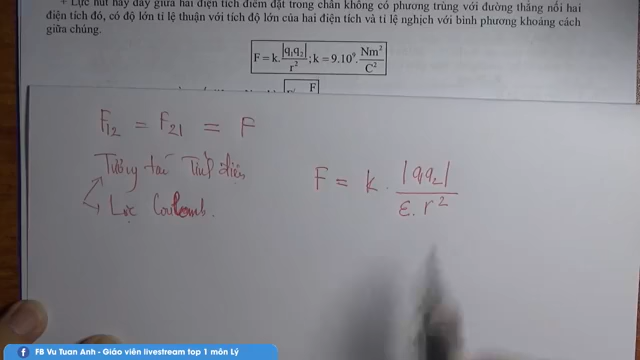 + Lực hút hay đẩy giữa hai điện tích điểm đặt trong chân không có phương trùng với đường thẳng nối hai
điện tích đó, có độ lớn tỉ lệ thuận với tích độ lớn của hai điện tích và tỉ lệ nghịch với bình phương khoảng cách
giữa chúng.
F = k.|q₁q₂|/r²; k = 9.10⁹.Nm²/C²
F₁₂ = F₂₁ = F
Tương tác Tĩnh điện
Lực Coulomb.
F = k . |q₁q₂|/ε.r²
FB Vu Tuan Anh - Giáo viên livestream top 1 môn Lý